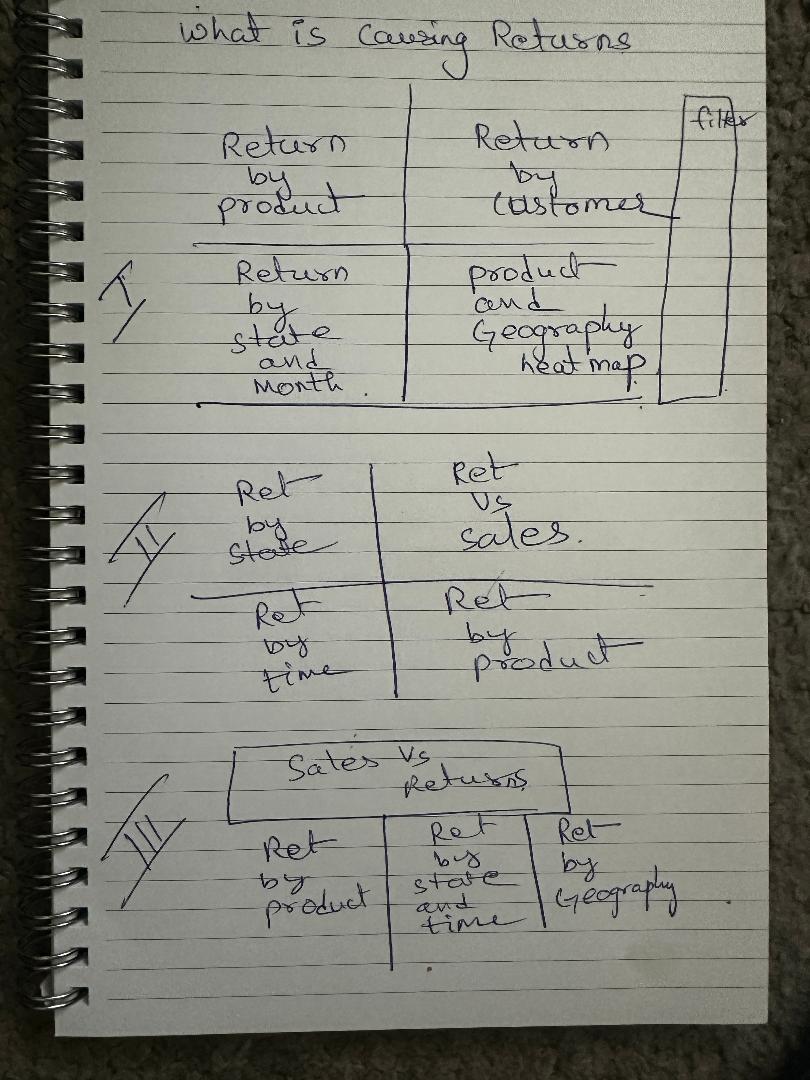 What is Causing Returns
filter
Return
by
product
Return
by
Customer
I
Return
by
state
and
Month.
product
and
Geography
heat map.
II
Ret
by
State
Ret
Vs
sales.
Ret
by
time
Ret
by
product
III
Sales Vs
Returns
Ret
by
product
Ret
by
state
and
time
Ret
by
Geography